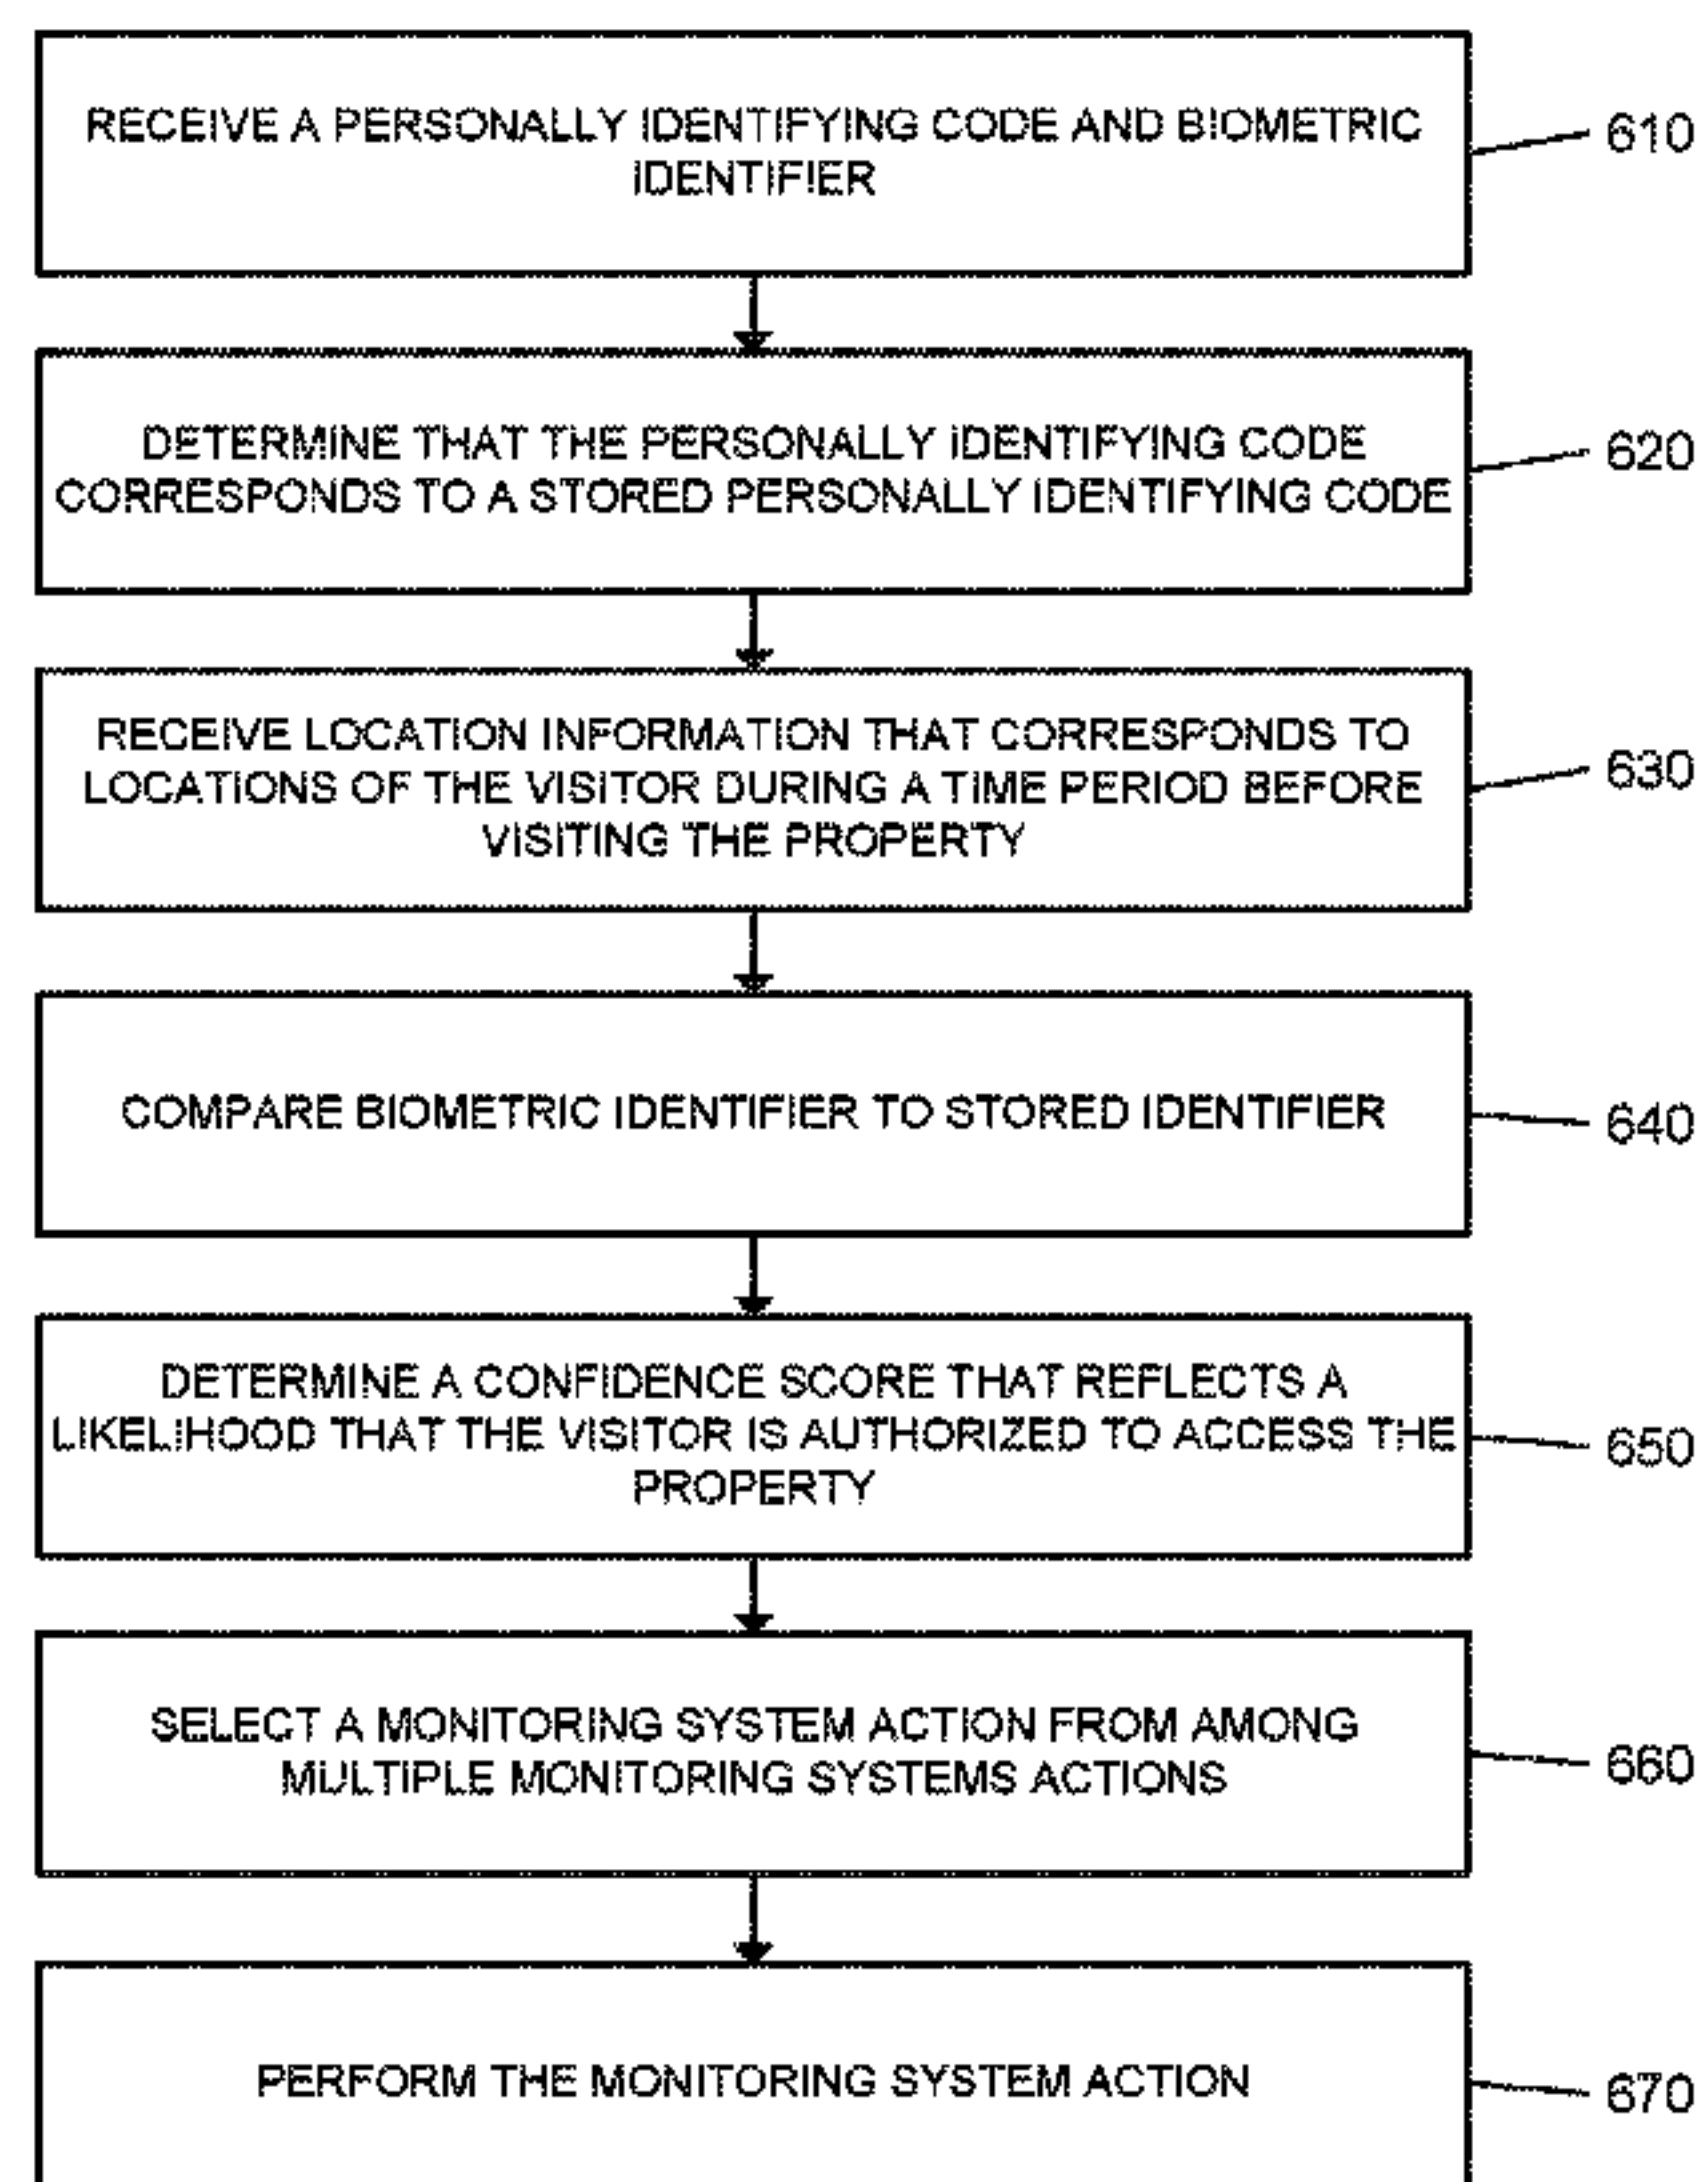 RECEIVE A PERSONALLY IDENTIFYING CODE AND BIOMETRIC
IDENTIFIER
610
DETERMINE THAT THE PERSONALLY IDENTIFYING CODE
CORRESPONDS TO A STORED PERSONALLY IDENTIFYING CODE
620
RECEIVE LOCATION INFORMATION THAT CORRESPONDS TO
LOCATIONS OF THE VISITOR DURING A TIME PERIOD BEFORE
VISITING THE PROPERTY
630
COMPARE BIOMETRIC IDENTIFIER TO STORED IDENTIFIER
640
DETERMINE A CONFIDENCE SCORE THAT REFLECTS A
LIKELIHOOD THAT THE VISITOR IS AUTHORIZED TO ACCESS THE
PROPERTY
650
SELECT A MONITORING SYSTEM ACTION FROM AMONG
MULTIPLE MONITORING SYSTEMS ACTIONS
660
PERFORM THE MONITORING SYSTEM ACTION
670